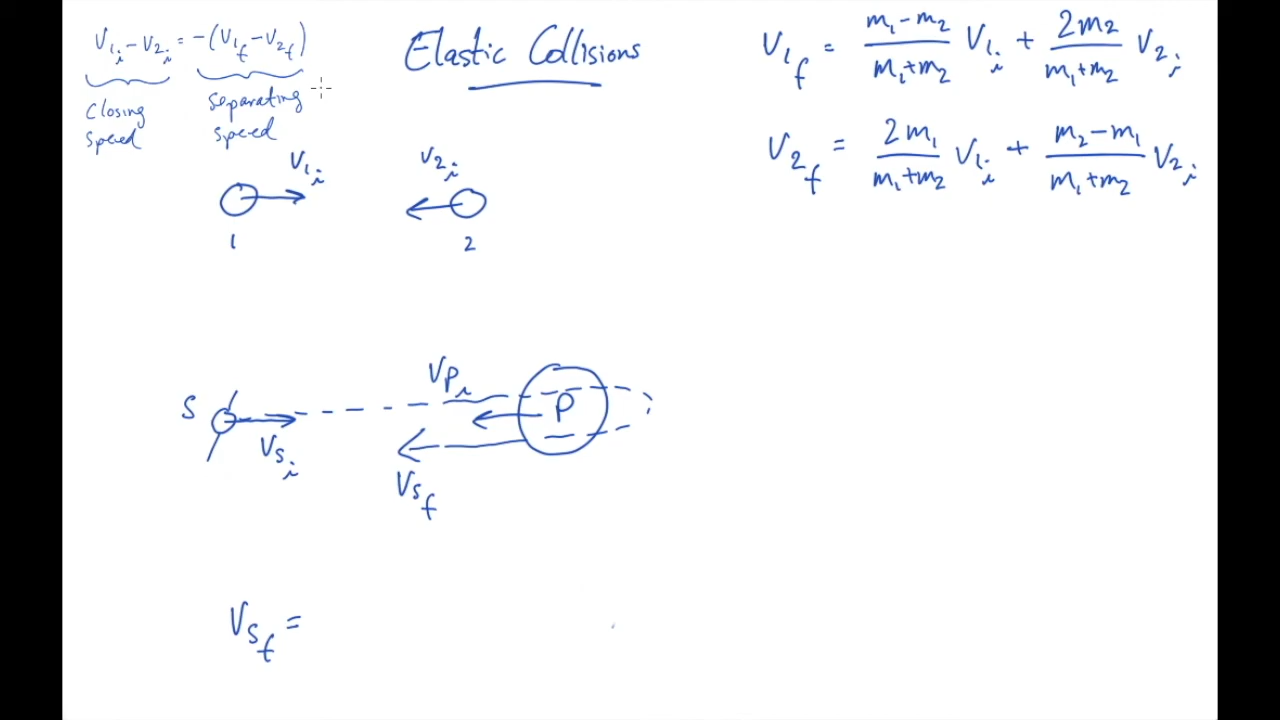 V₁ᵢ - V₂ᵢ = -(V₁f - V₂f)
Closing speed
Separating speed
Elastic Collisions
V₁f = (m₁-m₂)/(m₁+m₂) V₁ᵢ + 2m₂/(m₁+m₂) V₂ᵢ
V₂f = 2m₁/(m₁+m₂) V₁ᵢ + (m₂-m₁)/(m₁+m₂) V₂ᵢ
V₁ᵢ
V₂ᵢ
1
2
S
VPᵢ
P
VSᵢ
VSf
VSf =